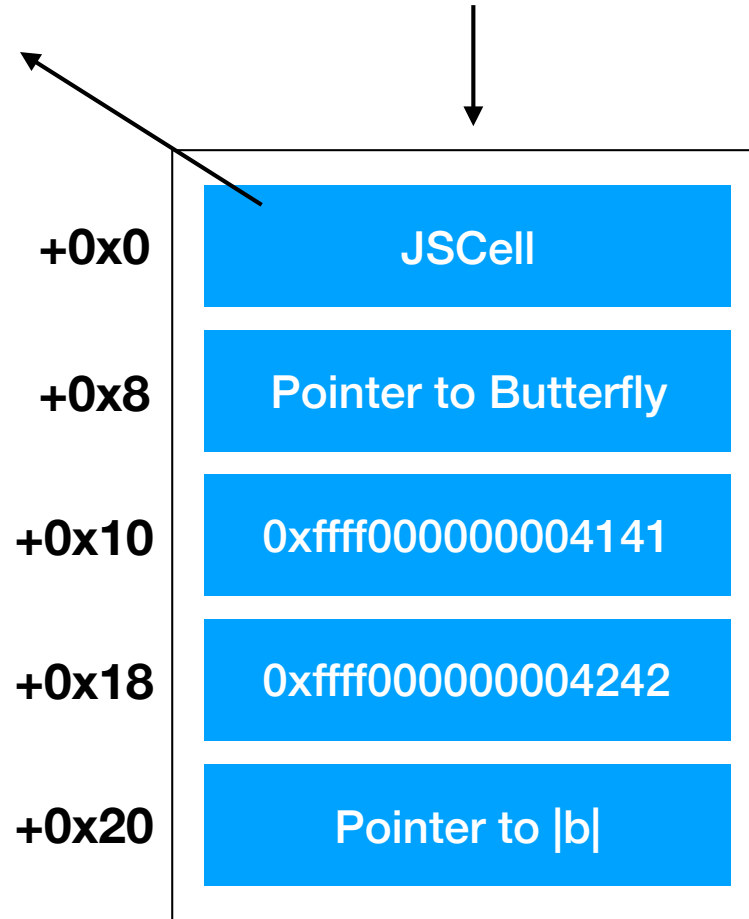 +0x0 JSCell
+0x8 Pointer to Butterfly
+0x10 0xffff000000004141
+0x18 0xffff000000004242
+0x20 Pointer to |b|